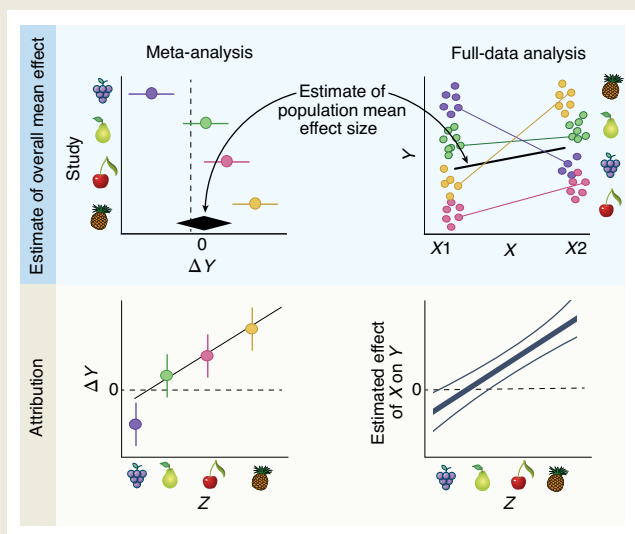 Meta-analysis
Full-data analysis
Estimate of overall mean effect
Study
Estimate of
population mean
effect size
0
ΔY
Y
X1
X
X2
Attribution
ΔY
0
Z
Estimated effect
of X on Y
0
Z